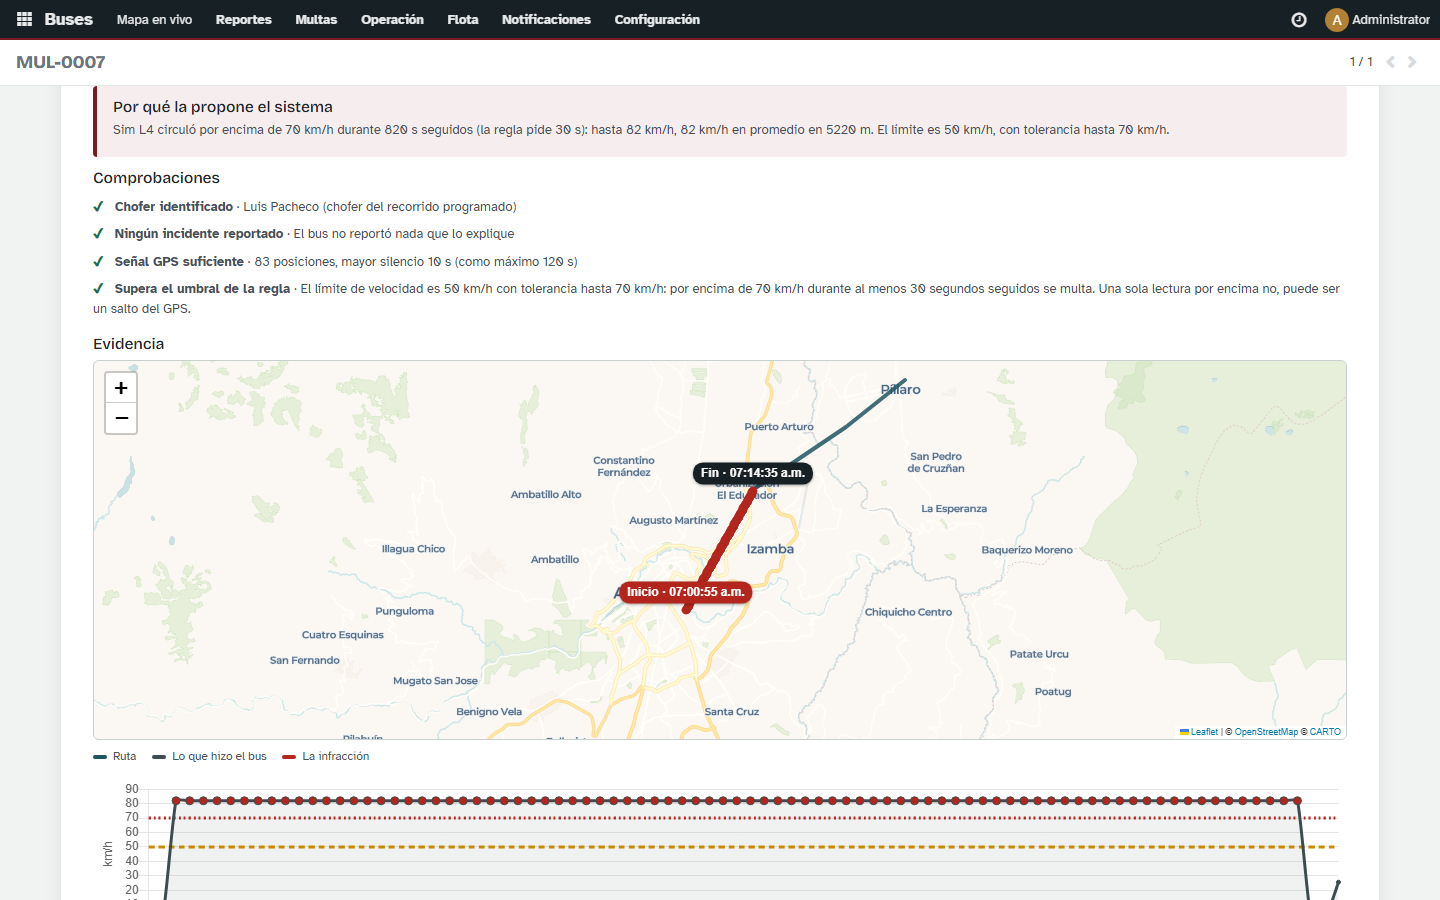 Buses
Mapa en vivo
Reportes
Multas
Operación
Flota
Notificaciones
Configuración
A
Administrator
MUL-0007
1 / 1
Por qué la propone el sistema
Sim L4 circuló por encima de 70 km/h durante 820 s seguidos (la regla pide 30 s): hasta 82 km/h, 82 km/h en promedio en 5220 m. El límite es 50 km/h, con tolerancia hasta 70 km/h.
Comprobaciones
✓ Chofer identificado · Luis Pacheco (chofer del recorrido programado)
✓ Ningún incidente reportado · El bus no reportó nada que lo explique
✓ Señal GPS suficiente · 83 posiciones, mayor silencio 10 s (como máximo 120 s)
✓ Supera el umbral de la regla · El límite de velocidad es 50 km/h con tolerancia hasta 70 km/h: por encima de 70 km/h durante al menos 30 segundos seguidos se multa. Una sola lectura por encima no, puede ser
un salto del GPS.
Evidencia
+
−
Píllaro
Puerto Arturo
Constantino
Fernández
San Pedro
de Cruzñan
Fin · 07:14:35 a.m.
Ambatillo Alto
La Esperanza
Augusto Martínez
Illagua Chico
Ambatillo
Izamba
Baquerizo Moreno
Inicio · 07:00:55 a.m.
Punguloma
Chiquicho Centro
Cuatro Esquinas
San Fernando
Patate Urcu
Mugato San Jose
Poatug
Benigno Vela
Santa Cruz
Leaflet | © OpenStreetMap © CARTO
Ruta
Lo que hizo el bus
La infracción
90
80
70
60
50
40
30
20
km/h